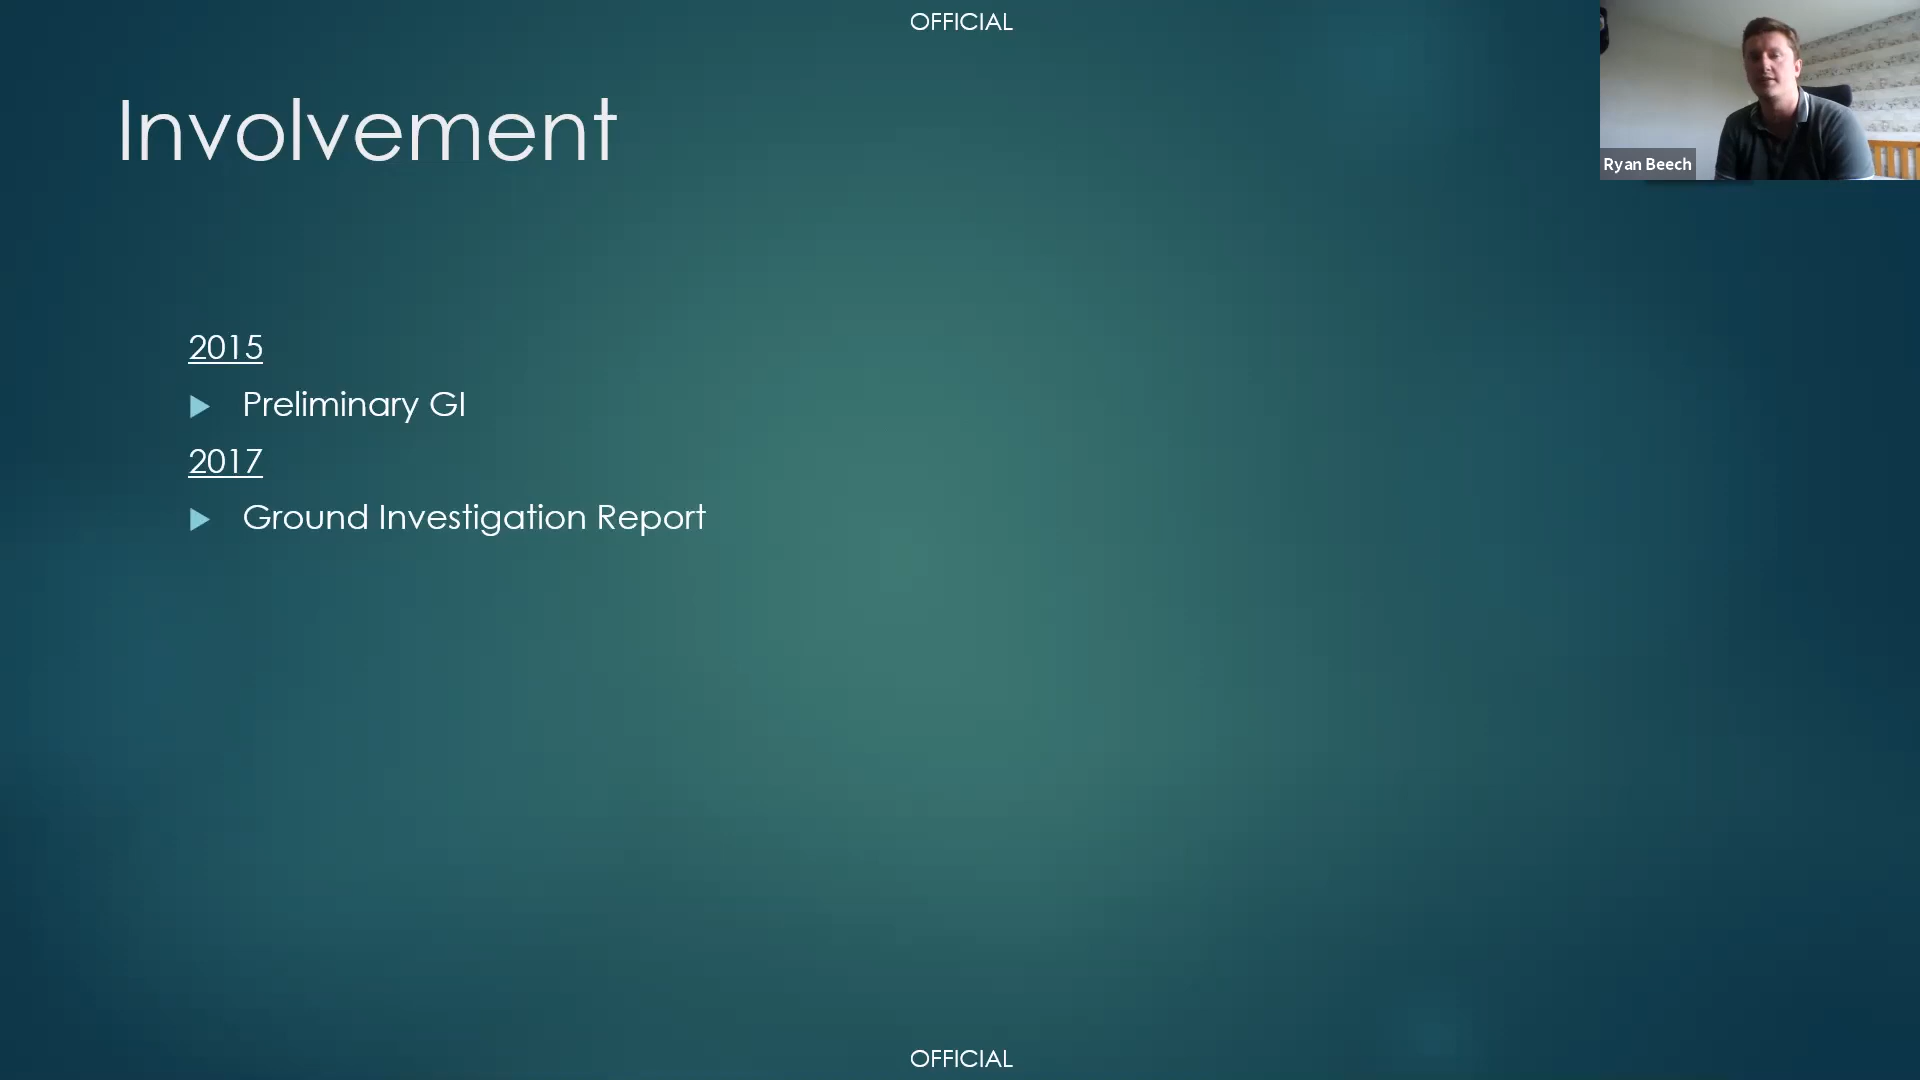 OFFICIAL
Involvement
Ryan Beech
2015
Preliminary GI
2017
Ground Investigation Report
OFFICIAL